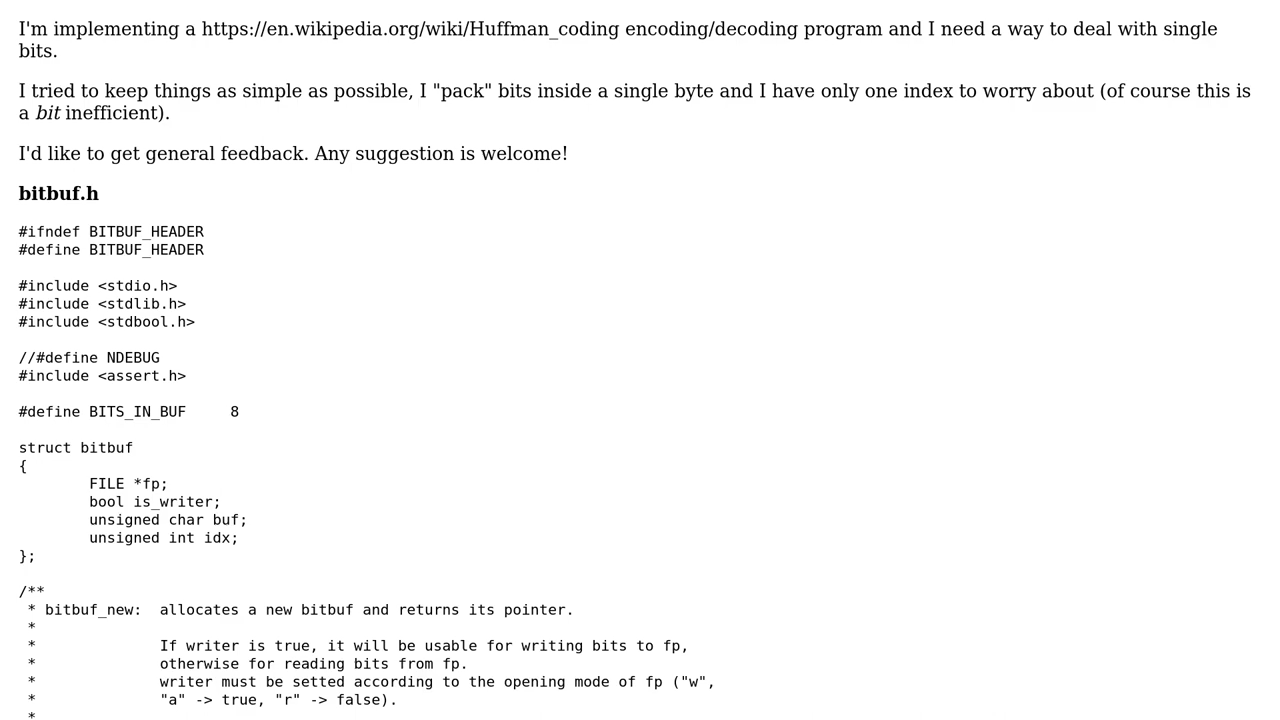 I'm implementing a https://en.wikipedia.org/wiki/Huffman_coding encoding/decoding program and I need a way to deal with single
bits.
I tried to keep things as simple as possible, I "pack" bits inside a single byte and I have only one index to worry about (of course this is
a bit inefficient).
I'd like to get general feedback. Any suggestion is welcome!
bitbuf.h
#ifndef BITBUF_HEADER
#define BITBUF_HEADER
#include <stdio.h>
#include <stdlib.h>
#include <stdbool.h>
//#define NDEBUG
#include <assert.h>
#define BITS_IN_BUF     8
struct bitbuf
{
        FILE *fp;
        bool is_writer;
        unsigned char buf;
        unsigned int idx;
};
/**
 * bitbuf_new:  allocates a new bitbuf and returns its pointer.
 *
 *              If writer is true, it will be usable for writing bits to fp,
 *              otherwise for reading bits from fp.
 *              writer must be setted according to the opening mode of fp ("w",
 *              "a" -> true, "r" -> false).
 *